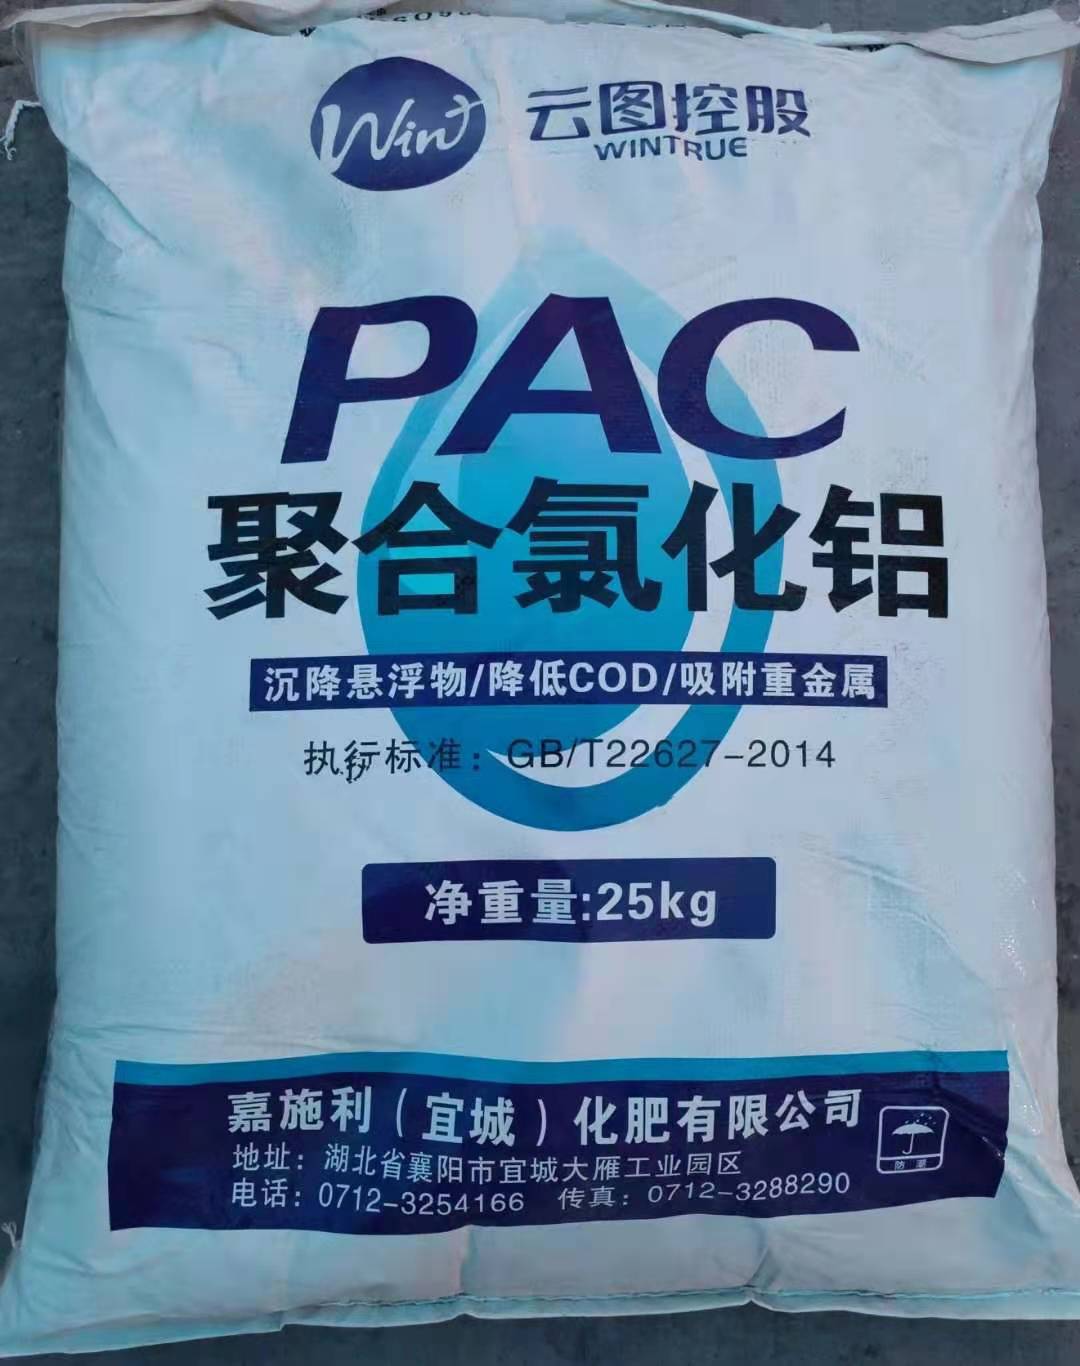 Win+ 云图控股
WINTRUE
PAC
聚合氯化铝
沉降悬浮物/降低COD/吸附重金属
执行标准：GB/T22627-2014
净重量:25kg
嘉施利（宜城）化肥有限公司
地址：湖北省襄阳市宜城大雁工业园区
电话：0712-3254166 传真：0712-3288290
防潮